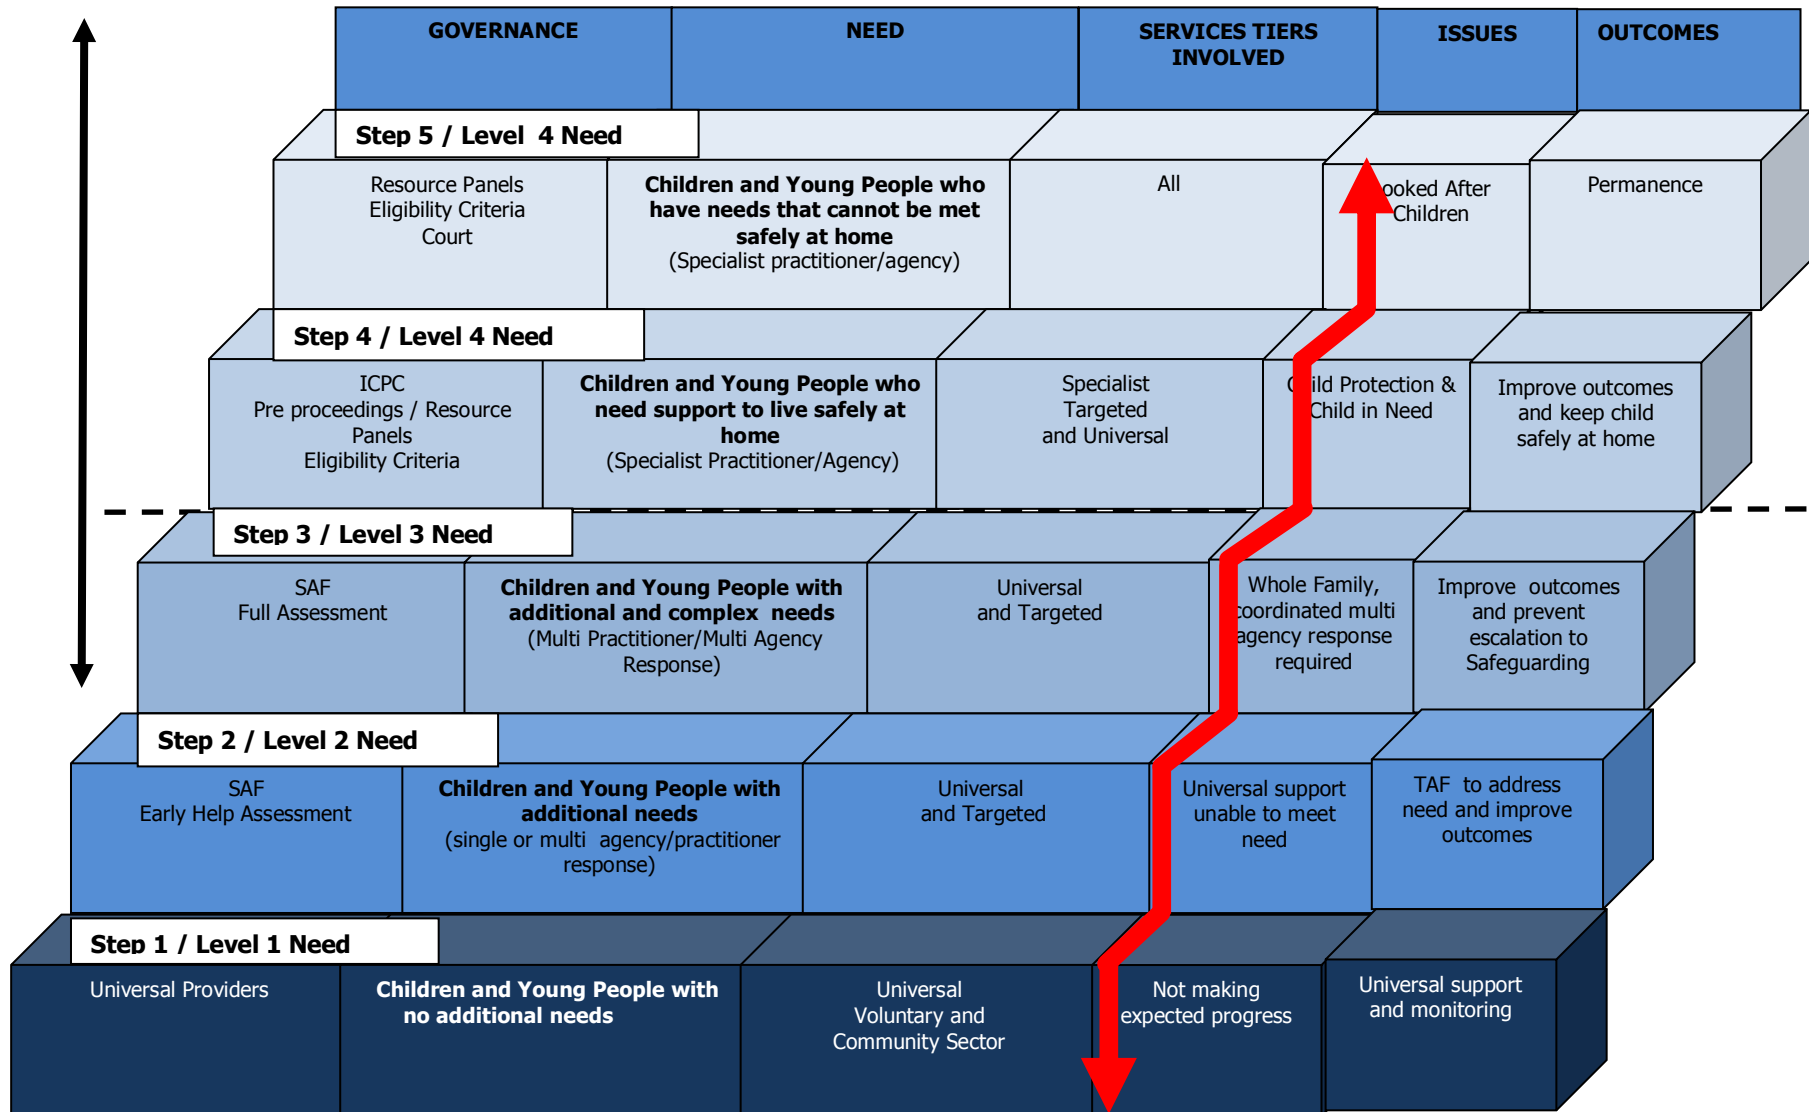 GOVERNANCE
NEED
SERVICES TIERS
INVOLVED
ISSUES
OUTCOMES
Step 5 / Level 4 Need
Resource Panels
Eligibility Criteria
Court
Children and Young People who
have needs that cannot be met
safely at home
(Specialist practitioner/agency)
All
ooked After
Children
Permanence
Step 4 / Level 4 Need
ICPC
Pre proceedings / Resource
Panels
Eligibility Criteria
Children and Young People who
need support to live safely at
home
(Specialist Practitioner/Agency)
Specialist
Targeted
and Universal
Child Protection &
Child in Need
Improve outcomes
and keep child
safely at home
Step 3 / Level 3 Need
SAF
Full Assessment
Children and Young People with
additional and complex needs
(Multi Practitioner/Multi Agency
Response)
Universal
and Targeted
Whole Family,
coordinated multi
agency response
required
Improve outcomes
and prevent
escalation to
Safeguarding
Step 2 / Level 2 Need
SAF
Early Help Assessment
Children and Young People with
additional needs
(single or multi agency/practitioner
response)
Universal
and Targeted
Universal support
unable to meet
need
TAF to address
need and improve
outcomes
Step 1 / Level 1 Need
Universal Providers
Children and Young People with
no additional needs
Universal
Voluntary and
Community Sector
Not making
expected progress
Universal support
and monitoring